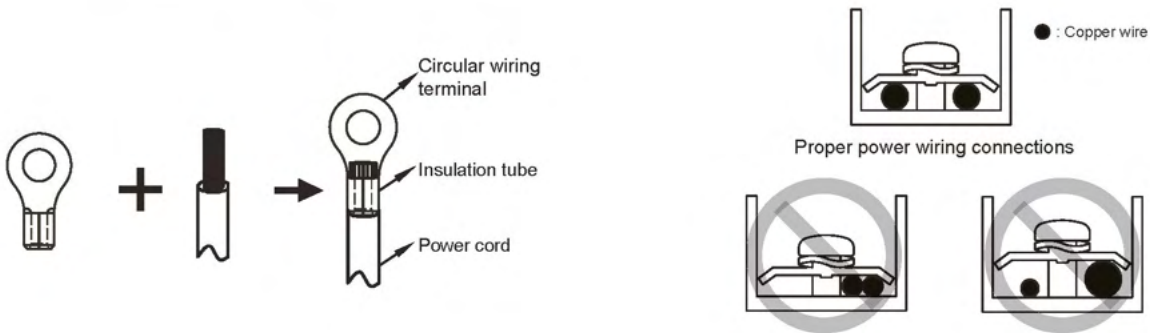 Circular wiring
terminal
Insulation tube
Power cord
: Copper wire
Proper power wiring connections